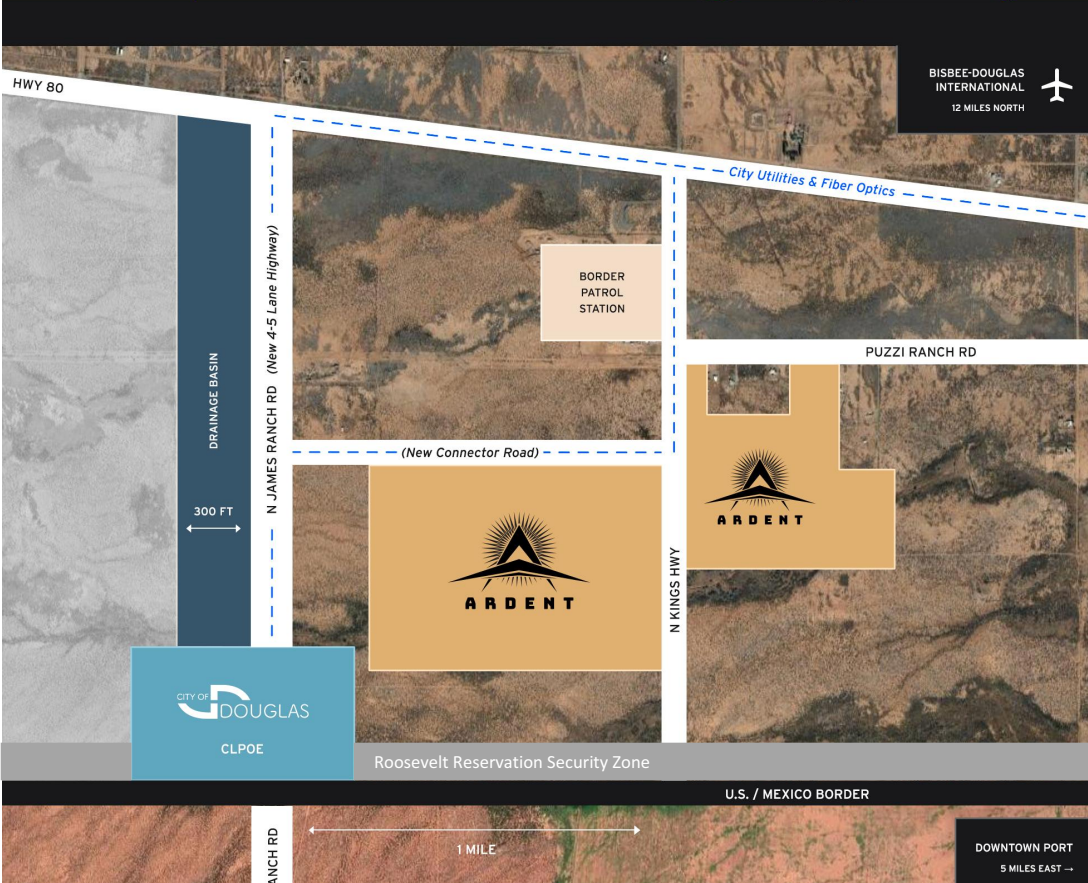 HWY 80
BISBEE-DOUGLAS
INTERNATIONAL
12 MILES NORTH
City Utilities & Fiber Optics
N JAMES RANCH RD (New 4-5 Lane Highway)
BORDER
PATROL
STATION
PUZZI RANCH RD
DRAINAGE BASIN
(New Connector Road)
300 FT
ARDENT
ARDENT
N KINGS HWY
CITY OF
DOUGLAS
CLPOE
Roosevelt Reservation Security Zone
U.S. / MEXICO BORDER
ANCH RD
1 MILE
DOWNTOWN PORT
5 MILES EAST →